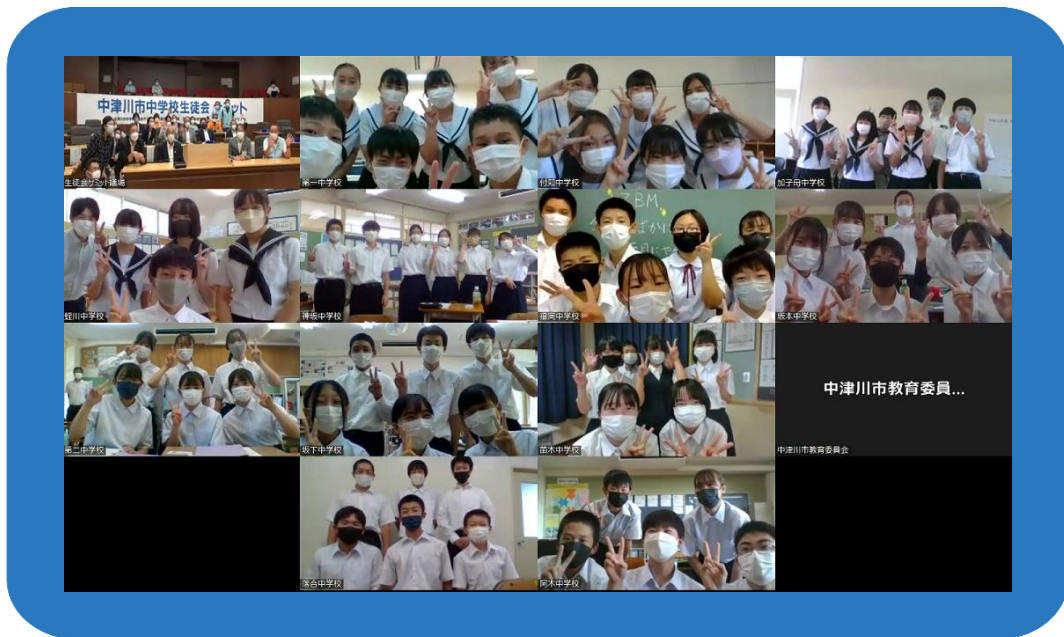 中津川市中学校生徒会サミット
生徒会サミット議場
第一中学校
付知中学校
加子母中学校
蛭川中学校
神坂中学校
ZBM
福岡中学校
坂本中学校
第二中学校
坂下中学校
苗木中学校
中津川市教育委員...
中津川市教育委員会
落合中学校
阿木中学校